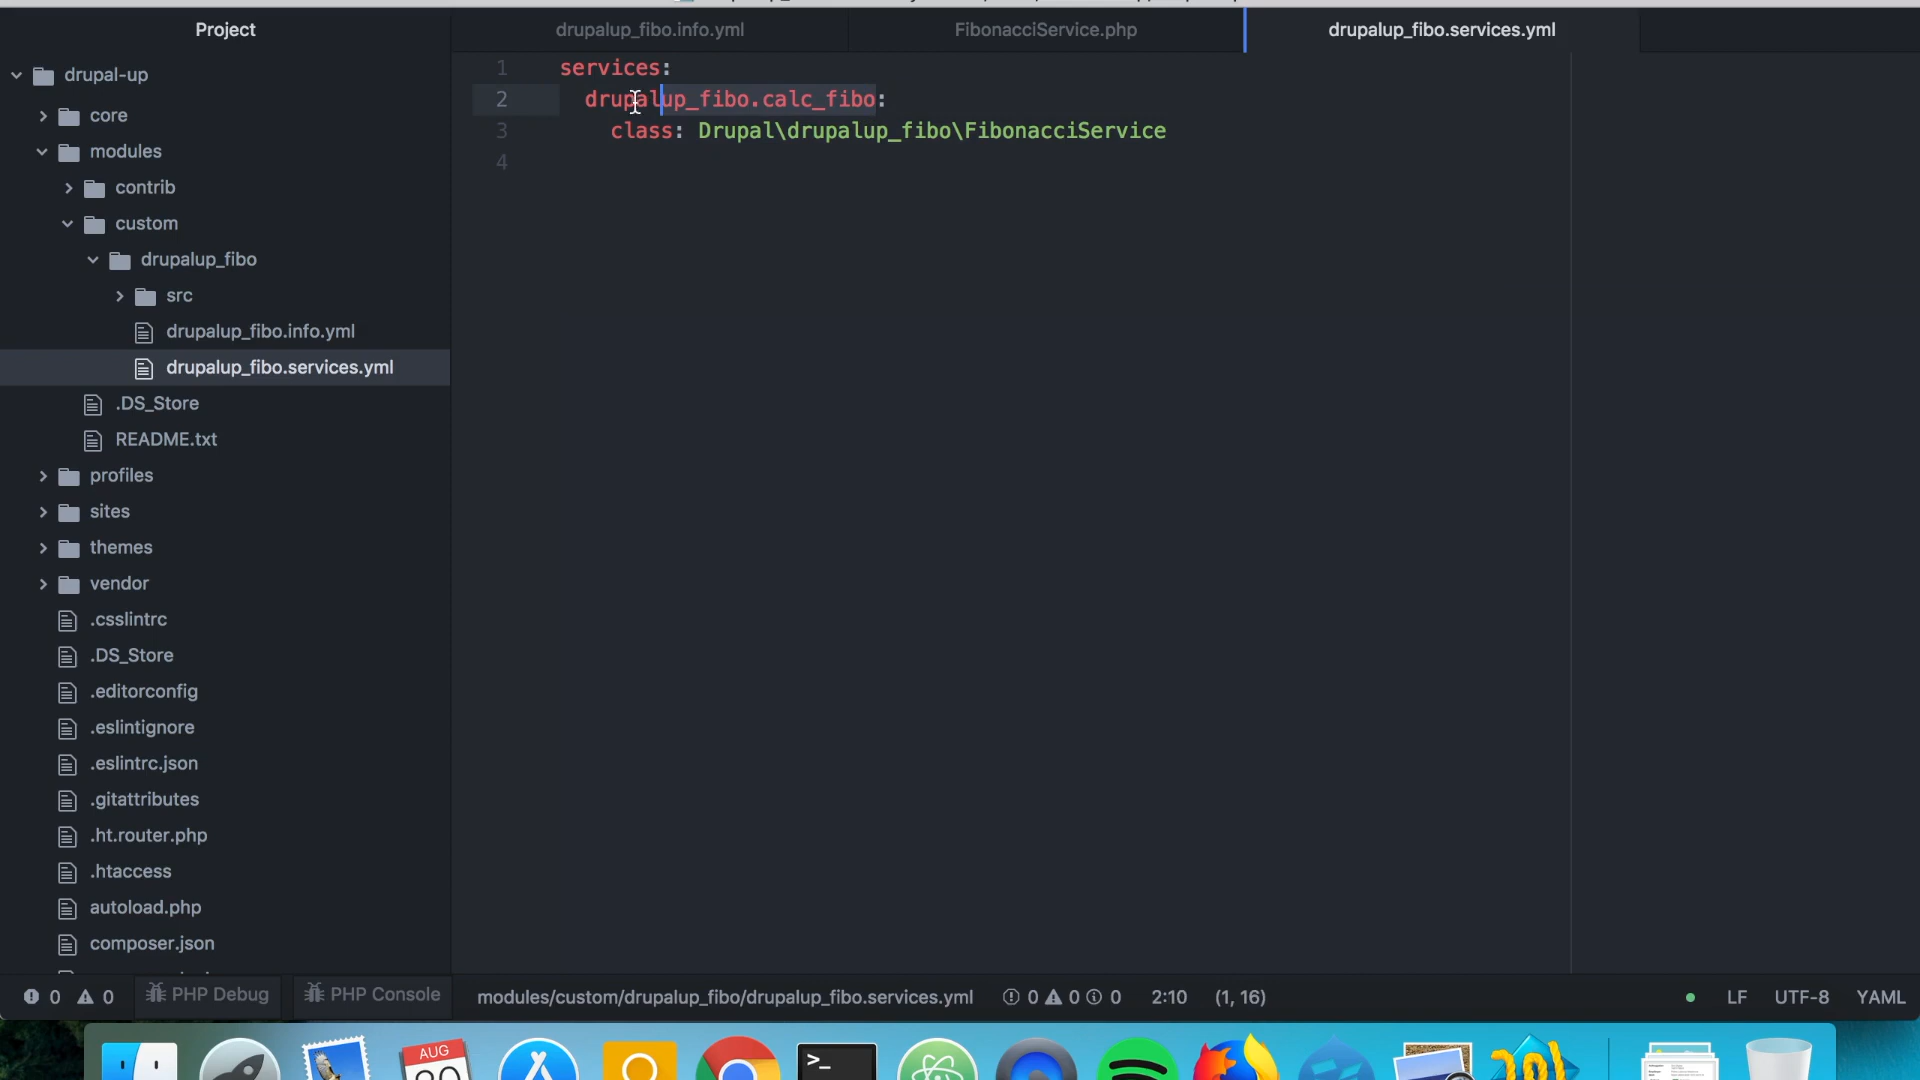 Project
drupal-up
core
modules
contrib
custom
drupalup_fibo
src
drupalup_fibo.info.yml
drupalup_fibo.services.yml
.DS_Store
README.txt
profiles
sites
themes
vendor
.csslintrc
.DS_Store
.editorconfig
.eslintignore
.eslintrc.json
.gitattributes
.ht.router.php
.htaccess
autoload.php
composer.json
drupalup_fibo.info.yml FibonacciService.php drupalup_fibo.services.yml
1 services:
2 drupalup_fibo.calc_fibo:
3 class: Drupal\drupalup_fibo\FibonacciService
4
0 0 PHP Debug PHP Console modules/custom/drupalup_fibo/drupalup_fibo.services.yml 0 0 0 2:10 (1, 16) LF UTF-8 YAML
AUG
>_